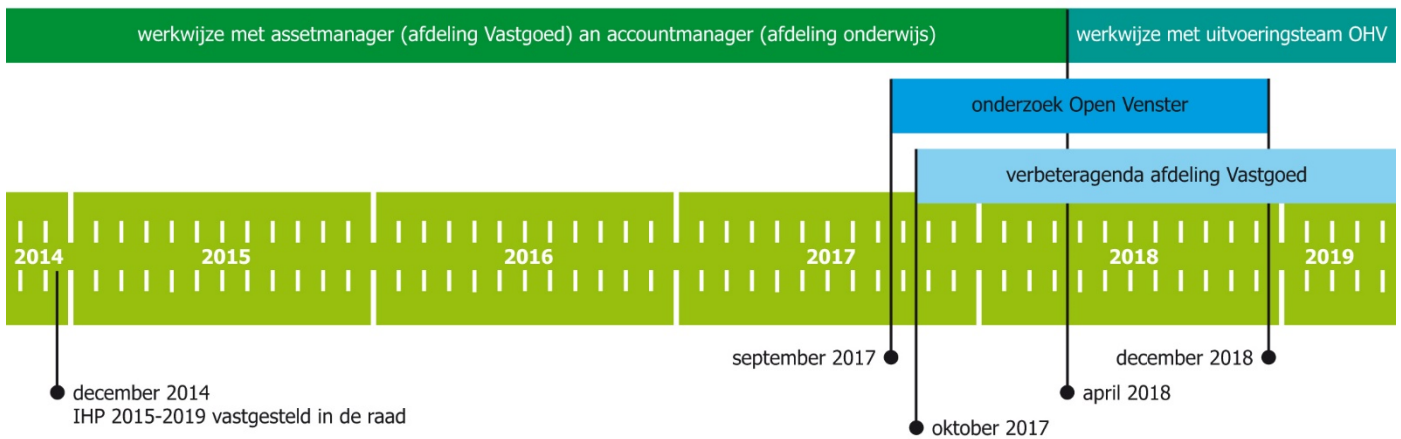 werkwijze met assetmanager (afdeling Vastgoed) an accountmanager (afdeling onderwijs)
werkwijze met uitvoeringsteam OHV
onderzoek Open Venster
verbeteragenda afdeling Vastgoed
2014
2015
2016
2017
2018
2019
september 2017
december 2018
december 2014
IHP 2015-2019 vastgesteld in de raad
april 2018
oktober 2017